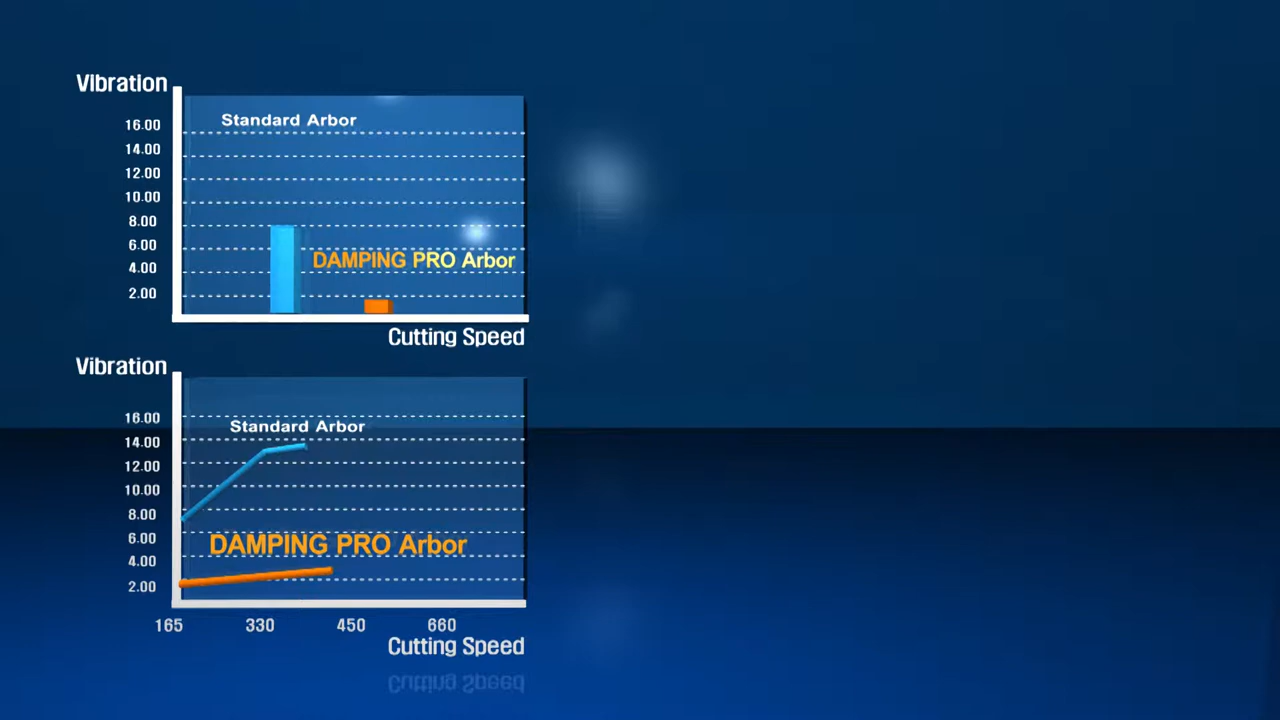 Vibration
Standard Arbor
16.00
14.00
12.00
10.00
8.00
6.00
4.00
2.00
DAMPING PRO Arbor
Cutting Speed
Vibration
16.00
Standard Arbor
14.00
12.00
10.00
8.00
6.00
DAMPING PRO Arbor
4.00
2.00
165 330 450 660
Cutting Speed